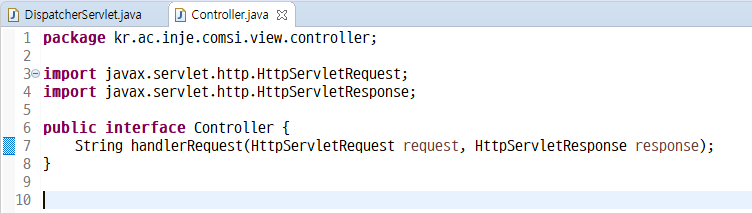 DispatcherServlet.java Controller.java
1 package kr.ac.inje.comsi.view.controller;
2
3 import javax.servlet.http.HttpServletRequest;
4 import javax.servlet.http.HttpServletResponse;
5
6 public interface Controller {
7     String handlerRequest(HttpServletRequest request, HttpServletResponse response);
8 }
9
10